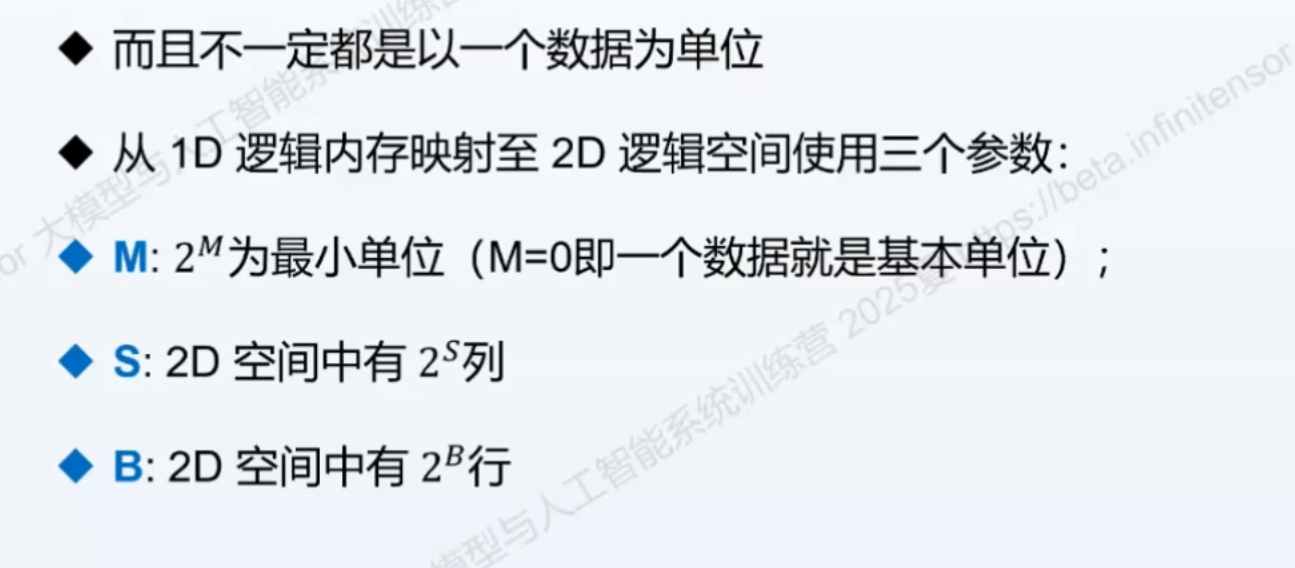 ◆ 而且不一定都是以一个数据为单位
◆ 从 1D 逻辑内存映射至 2D 逻辑空间使用三个参数：
◆ M: 2^M为最小单位（M=0即一个数据就是基本单位）；
◆ S: 2D 空间中有 2^S列
◆ B: 2D 空间中有 2^B行
or 大模型与人工智能系统训练营
模型与人工智能系统训练营 2025夏 https://beta.infinitensor